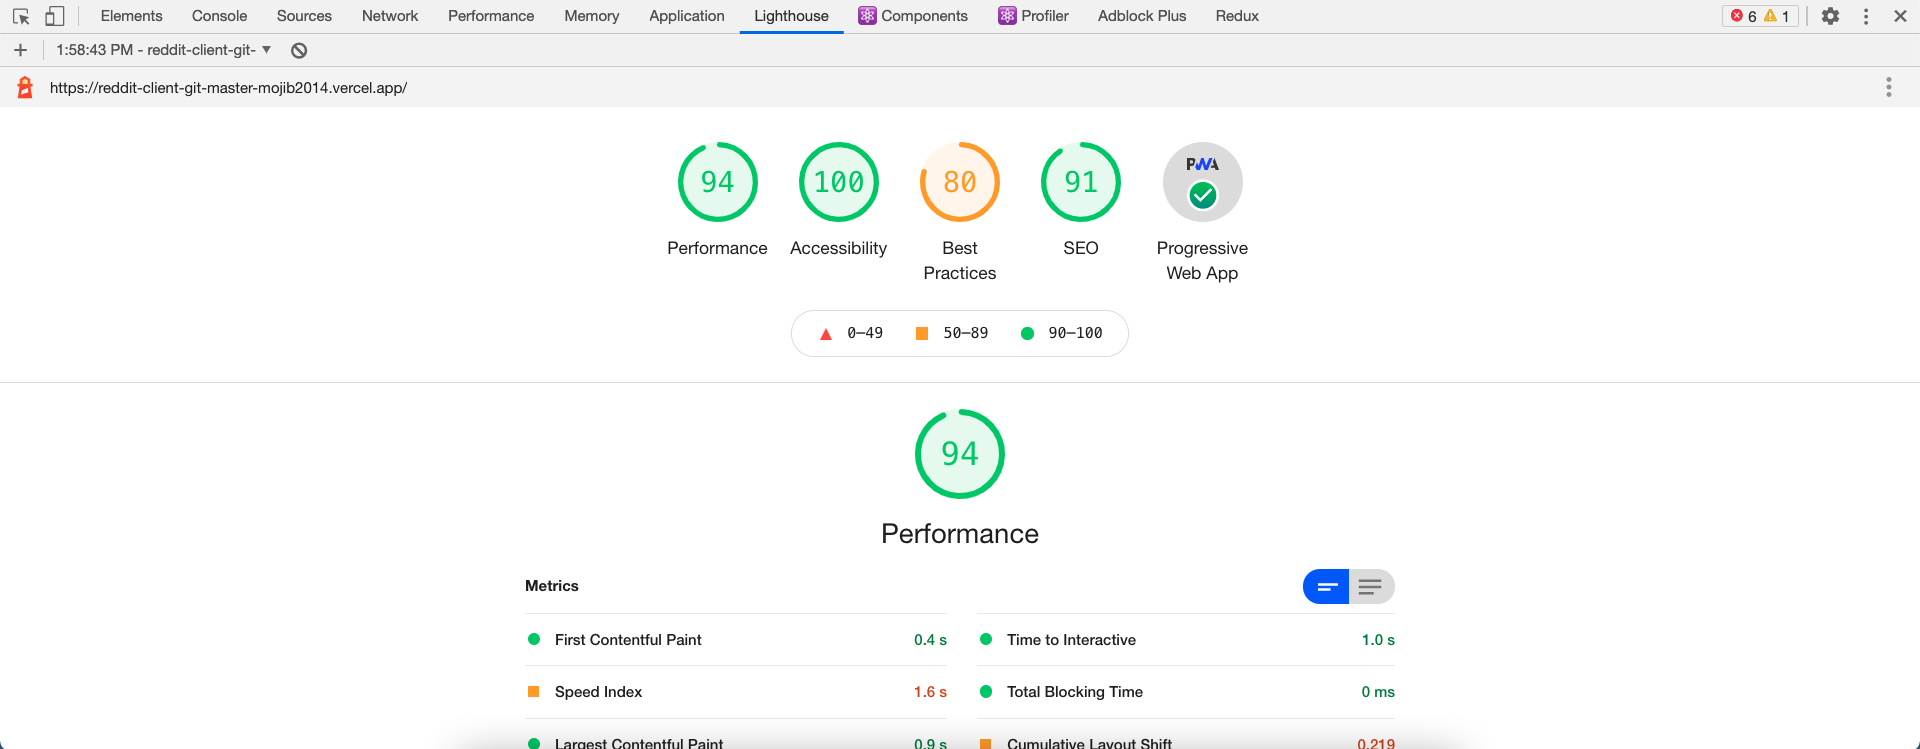 Elements Console Sources Network Performance Memory Application Lighthouse Components Profiler Adblock Plus Redux 6 1
1:58:43 PM - reddit-client-git-
https://reddit-client-git-master-mojib2014.vercel.app/
94 100 80 91 PWA
Performance Accessibility Best Practices SEO Progressive Web App
0–49 50–89 90–100
94
Performance
Metrics
First Contentful Paint 0.4 s Time to Interactive 1.0 s
Speed Index 1.6 s Total Blocking Time 0 ms
Largest Contentful Paint 0.9 s Cumulative Layout Shift 0.219